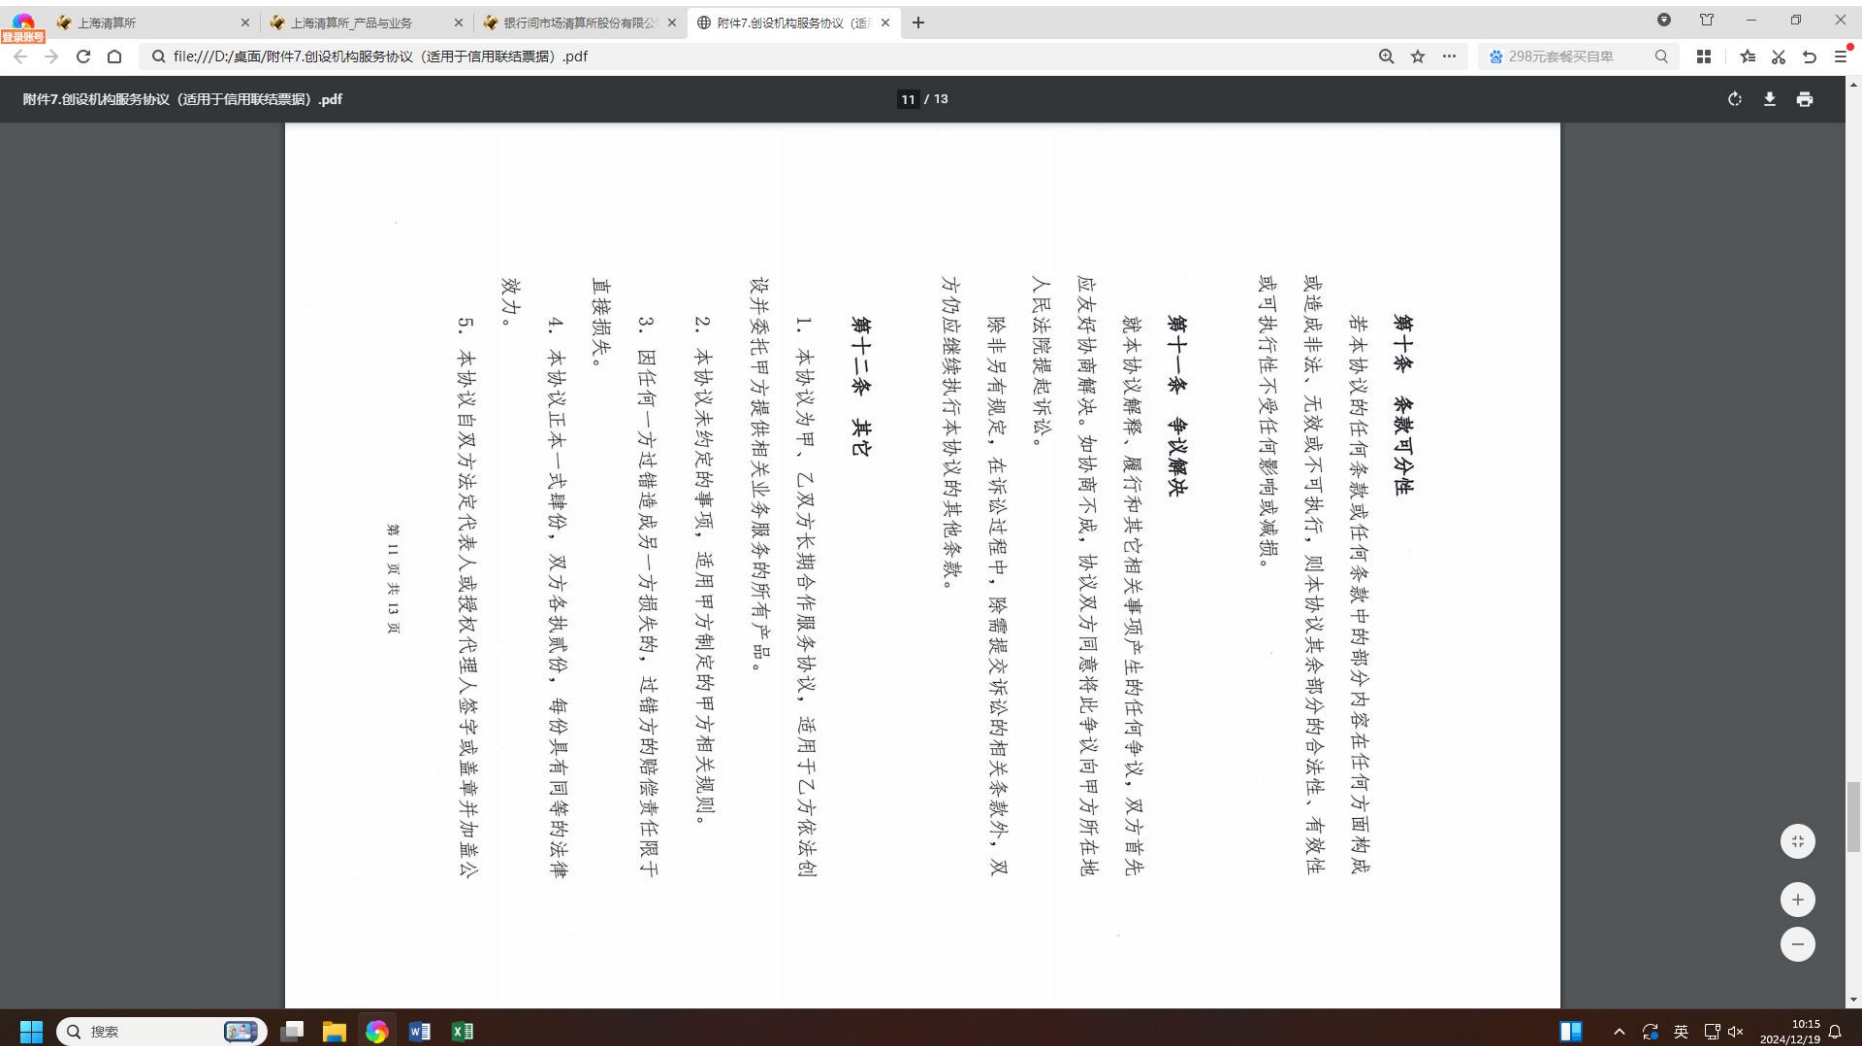 登录账号
上海清算所
上海清算所_产品与业务
银行间市场清算所股份有限公
附件7.创设机构服务协议（适
file:///D:/桌面/附件7.创设机构服务协议（适用于信用联结票据）.pdf
298元套餐买自卑
附件7.创设机构服务协议（适用于信用联结票据）.pdf
11 / 13
第十条 条款可分性
若本协议的任何条款或任何条款中的部分内容在任何方面构成
或造成非法、无效或不可执行，则本协议其余部分的合法性、有效性
或可执行性不受任何影响或减损。
第十一条 争议解决
就本协议解释、履行和其它相关事项产生的任何争议，双方首先
应友好协商解决。如协商不成，协议双方同意将此争议向甲方所在地
人民法院提起诉讼。
除非另有规定，在诉讼过程中，除需提交诉讼的相关条款外，双
方仍应继续执行本协议的其他条款。
第十二条 其它
1. 本协议为甲、乙双方长期合作服务协议，适用于乙方依法创
设并委托甲方提供相关业务服务的所有产品。
2. 本协议未约定的事项，适用甲方制定的甲方相关规则。
3. 因任何一方过错造成另一方损失的，过错方的赔偿责任限于
直接损失。
4. 本协议正本一式肆份，双方各执贰份，每份具有同等的法律
效力。
5. 本协议自双方法定代表人或授权代理人签字或盖章并加盖公
第 11 页 共 13 页
搜索
英
10:15
2024/12/19